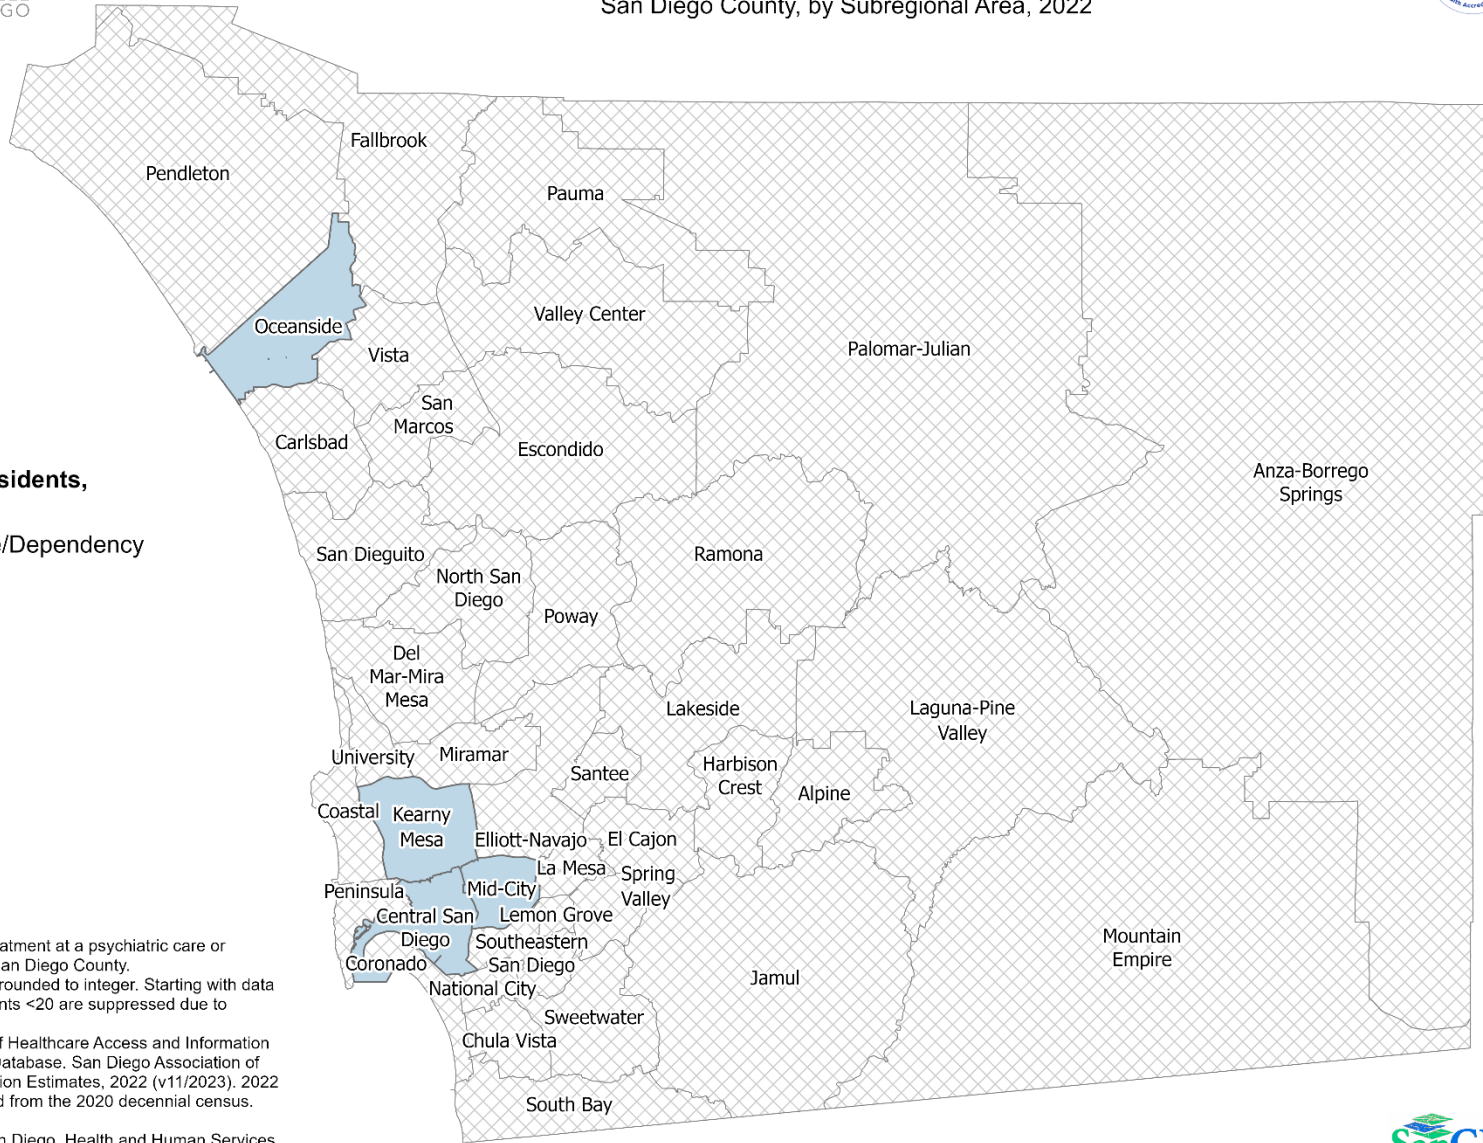 GO
San Diego County, by Subregional Area, 2022
Fallbrook
Pendleton
Pauma
Valley Center
Oceanside
Vista
Palomar-Julian
San
Marcos
Carlsbad
Escondido
Anza-Borrego
Springs
sidents,
/Dependency
San Dieguito
North San
Diego
Ramona
Poway
Del
Mar-Mira
Mesa
Lakeside
Laguna-Pine
Valley
University
Miramar
Santee
Harbison
Crest
Alpine
Coastal
Kearny
Mesa
Elliott-Navajo
El Cajon
La Mesa
Spring
Valley
Peninsula
Mid-City
Central San
Diego
Lemon Grove
Southeastern
San Diego
Coronado
National City
Jamul
Mountain
Empire
Sweetwater
Chula Vista
South Bay
atment at a psychiatric care or
an Diego County.
rounded to integer. Starting with data
nts <20 are suppressed due to
f Healthcare Access and Information
Database. San Diego Association of
ion Estimates, 2022 (v11/2023). 2022
d from the 2020 decennial census.
n Diego, Health and Human Services